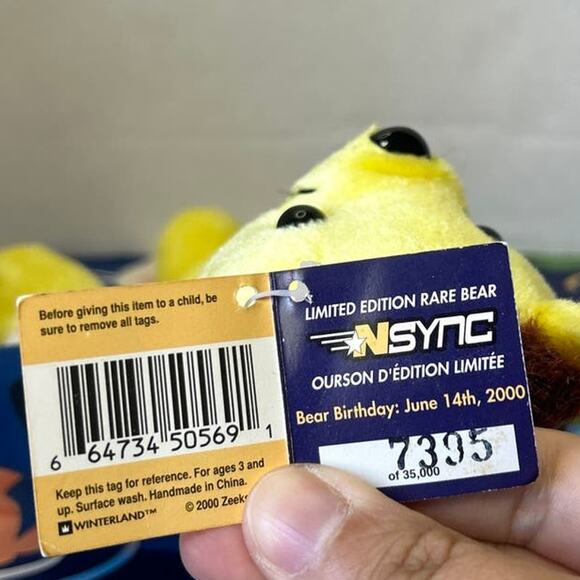 Before giving this item to a child, be
sure to remove all tags.
6 64734 50569 1
Keep this tag for reference. For ages 3 and
up. Surface wash. Handmade in China.
© 2000 Zeeks
WINTERLAND™
LIMITED EDITION RARE BEAR
NSYNC
OURSON D'ÉDITION LIMITÉE
Bear Birthday: June 14th, 2000
7395
of 35,000